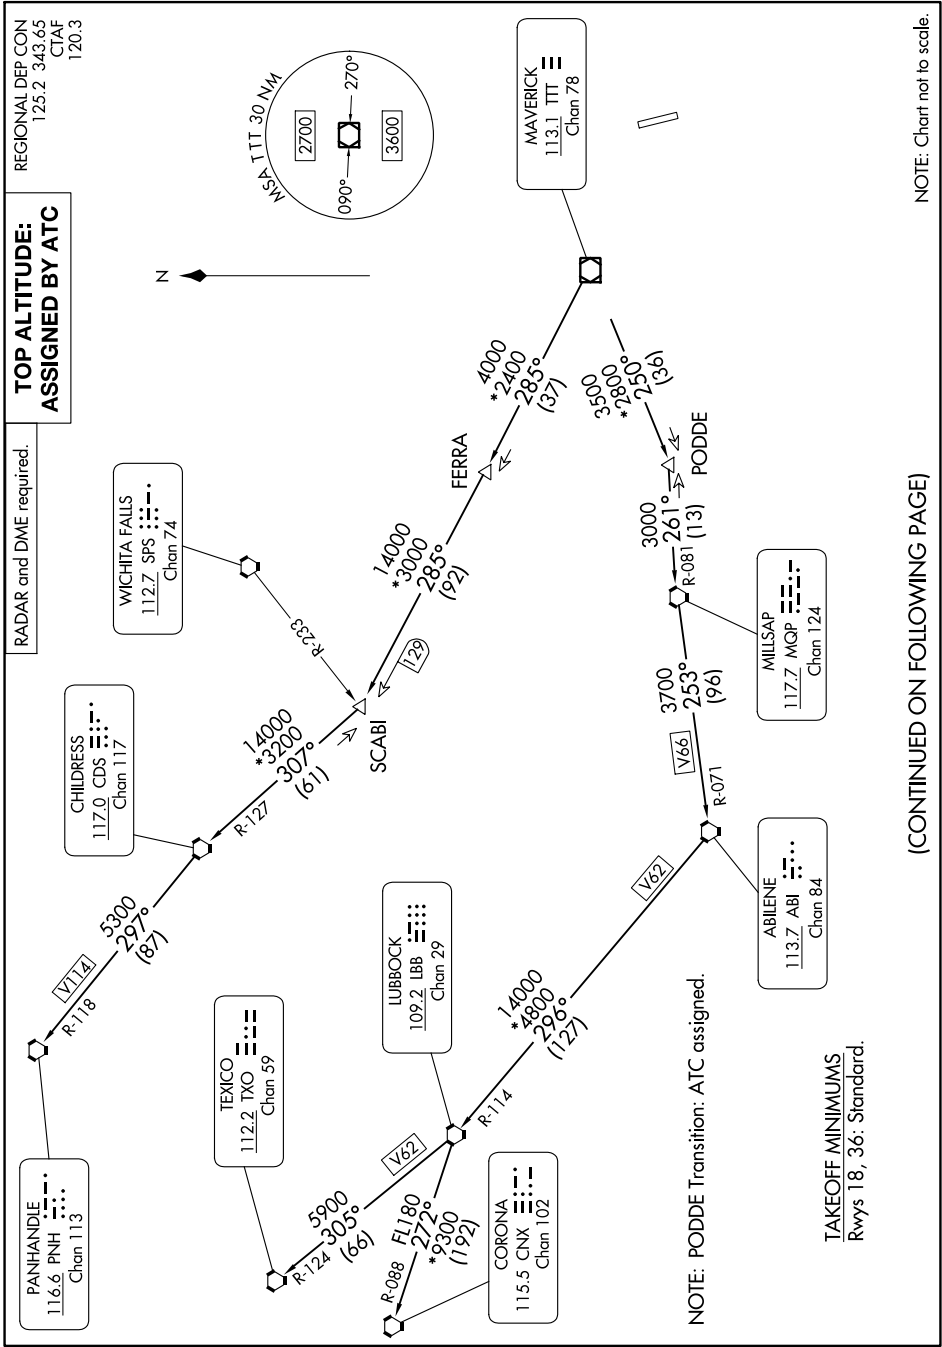 REGIONAL DEP CON
125.2 343.65
CTAF
120.3
TOP ALTITUDE:
ASSIGNED BY ATC
RADAR and DME required.
MSA TTT 30 NM
2700
090°
270°
3600
N
MAVERICK
113.1 TTT
Chan 78
4000
*2400
285°
(37)
3500
*2800
250°
(36)
FERRA
PODDE
14000
*3000
285°
(92)
129
3000
261°
(13)
R-081
WICHITA FALLS
112.7 SPS
Chan 74
R-233
SCABI
MILLSAP
117.7 MQP
Chan 124
14000
*3200
307°
(61)
R-127
3700
253°
(96)
V66
R-071
CHILDRESS
117.0 CDS
Chan 117
5300
297°
(87)
V114
R-118
ABILENE
113.7 ABI
Chan 84
V62
14000
*4800
296°
(127)
R-114
LUBBOCK
109.2 LBB
Chan 29
PANHANDLE
116.6 PNH
Chan 113
TEXICO
112.2 TXO
Chan 59
V62
5900
305°
(66)
R-124
FL180
272°
*9300
(192)
R-088
CORONA
115.5 CNX
Chan 102
NOTE: PODDE Transition: ATC assigned.
TAKEOFF MINIMUMS
Rwys 18, 36: Standard.
NOTE: Chart not to scale.
(CONTINUED ON FOLLOWING PAGE)